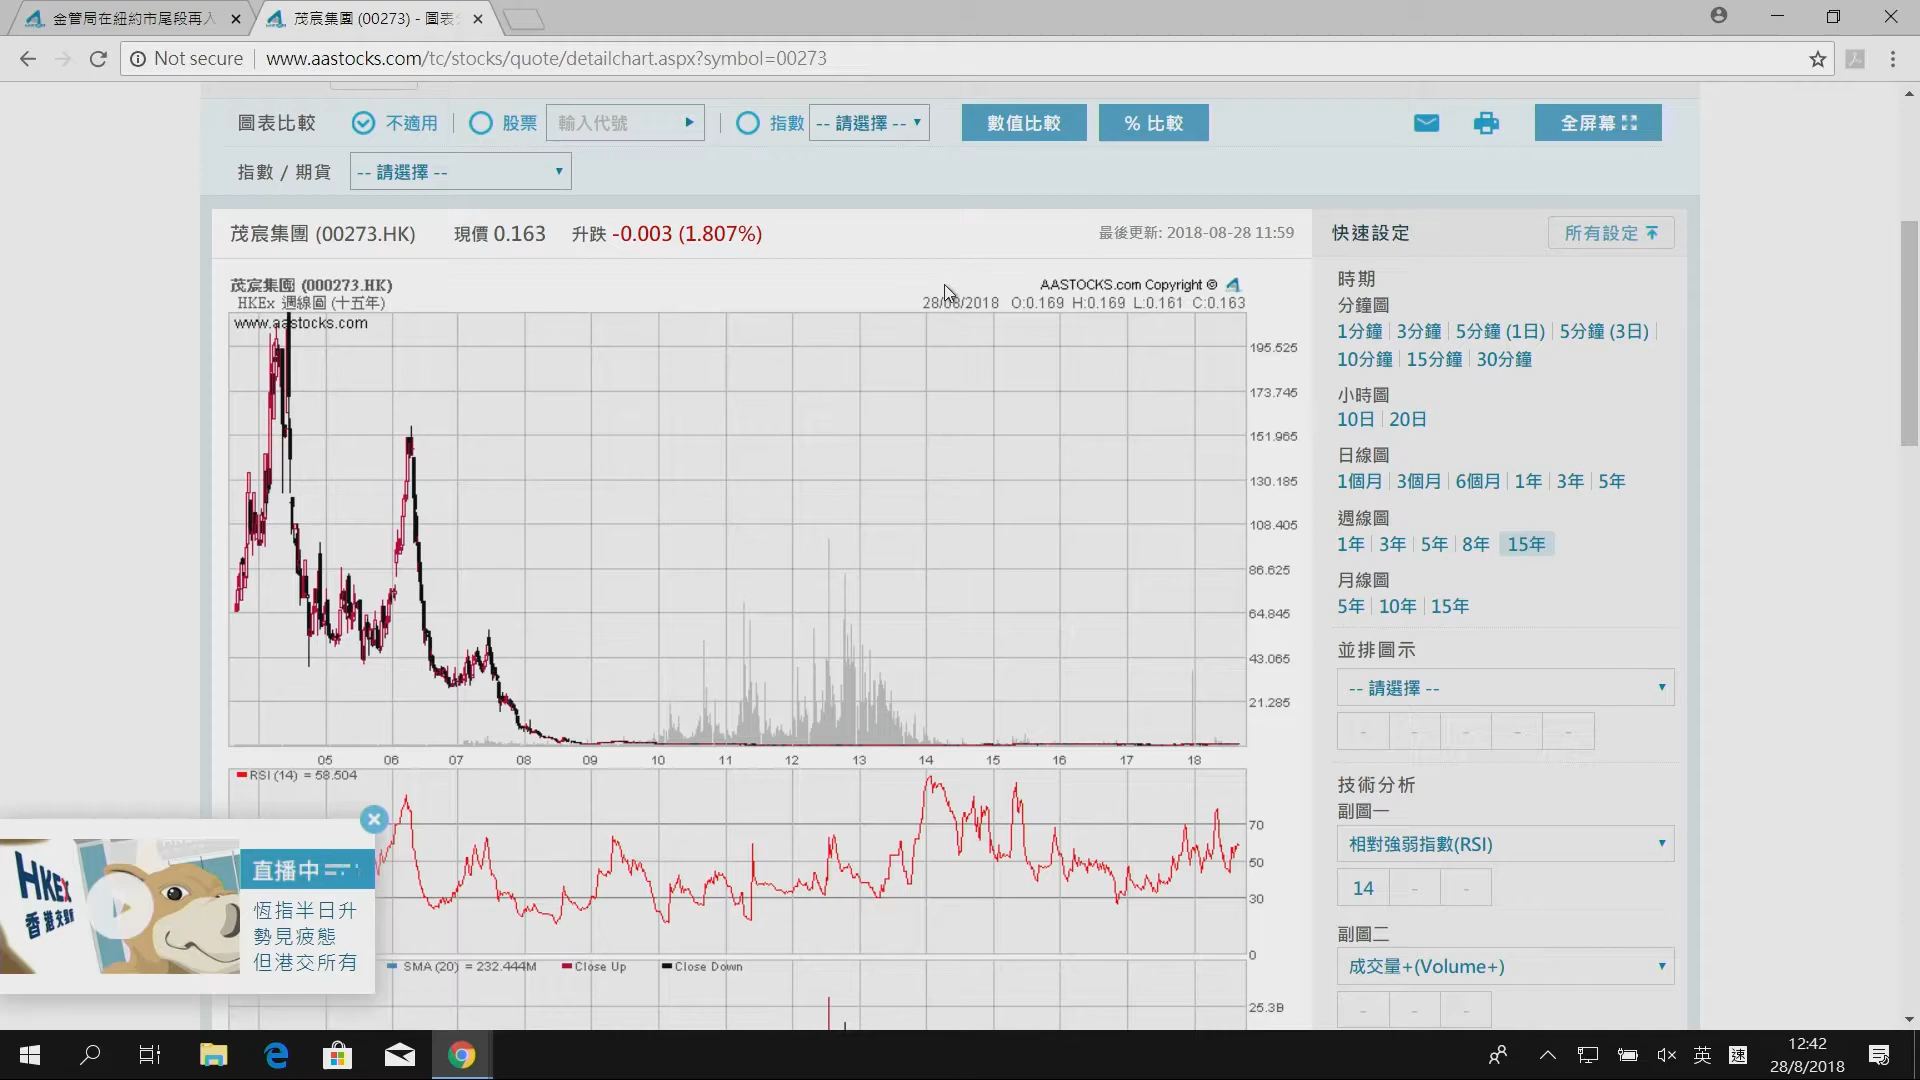 金管局在紐約市尾段再入
茂宸集團 (00273) - 圖表
Not secure
www.aastocks.com/tc/stocks/quote/detailchart.aspx?symbol=00273
圖表比較 不適用 股票 輸入代號 指數 -- 請選擇 -- 數值比較 % 比較 全屏幕
指數 / 期貨 -- 請選擇 --
茂宸集團 (00273.HK) 現價 0.163 升跌 -0.003 (1.807%) 最後更新: 2018-08-28 11:59
茂宸集團 (000273.HK) AASTOCKS.com Copyright ©
HKEx 週線圖 (十五年) 28/08/2018 O:0.169 H:0.169 L:0.161 C:0.163
www.aastocks.com
195.525
173.745
151.965
130.185
108.405
86.625
64.845
43.065
21.285
05 06 07 08 09 10 11 12 13 14 15 16 17 18
RSI (14) = 58.504
70
50
30
0
SMA (20) = 232.444M Close Up Close Down
25.3B
快速設定 所有設定
時期
分鐘圖
1分鐘 3分鐘 5分鐘 (1日) 5分鐘 (3日)
10分鐘 15分鐘 30分鐘
小時圖
10日 20日
日線圖
1個月 3個月 6個月 1年 3年 5年
週線圖
1年 3年 5年 8年 15年
月線圖
5年 10年 15年
並排圖示
-- 請選擇 --
- - - - -
技術分析
副圖一
相對強弱指數(RSI)
14 - -
副圖二
成交量+(Volume+)
- - -
HKEX
香港交易所
直播中
恆指半日升
勢見疲態
但港交所有
英 速
12:42
28/8/2018